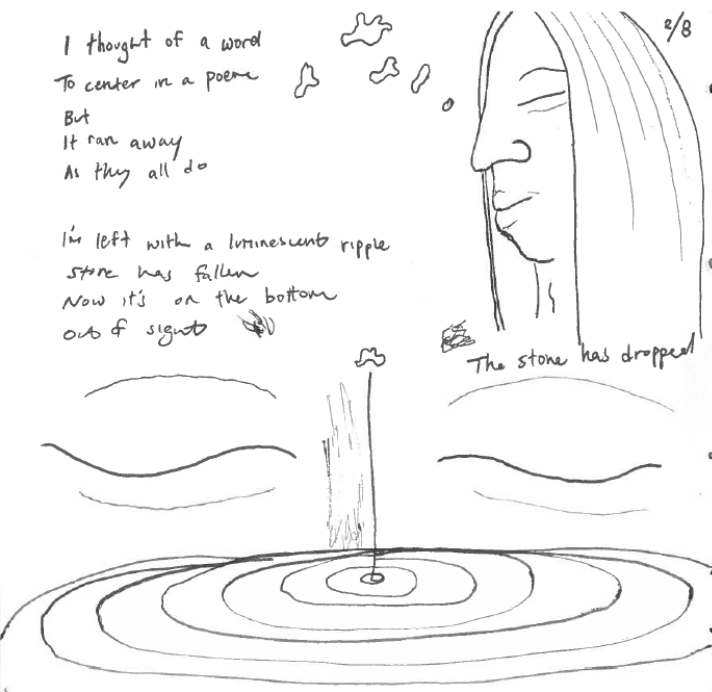 2/8
I thought of a word
To center in a poem
But
It ran away
As they all do
I'm left with a luminescent ripple
stone has fallen
Now it's on the bottom
out of sight
The stone has dropped